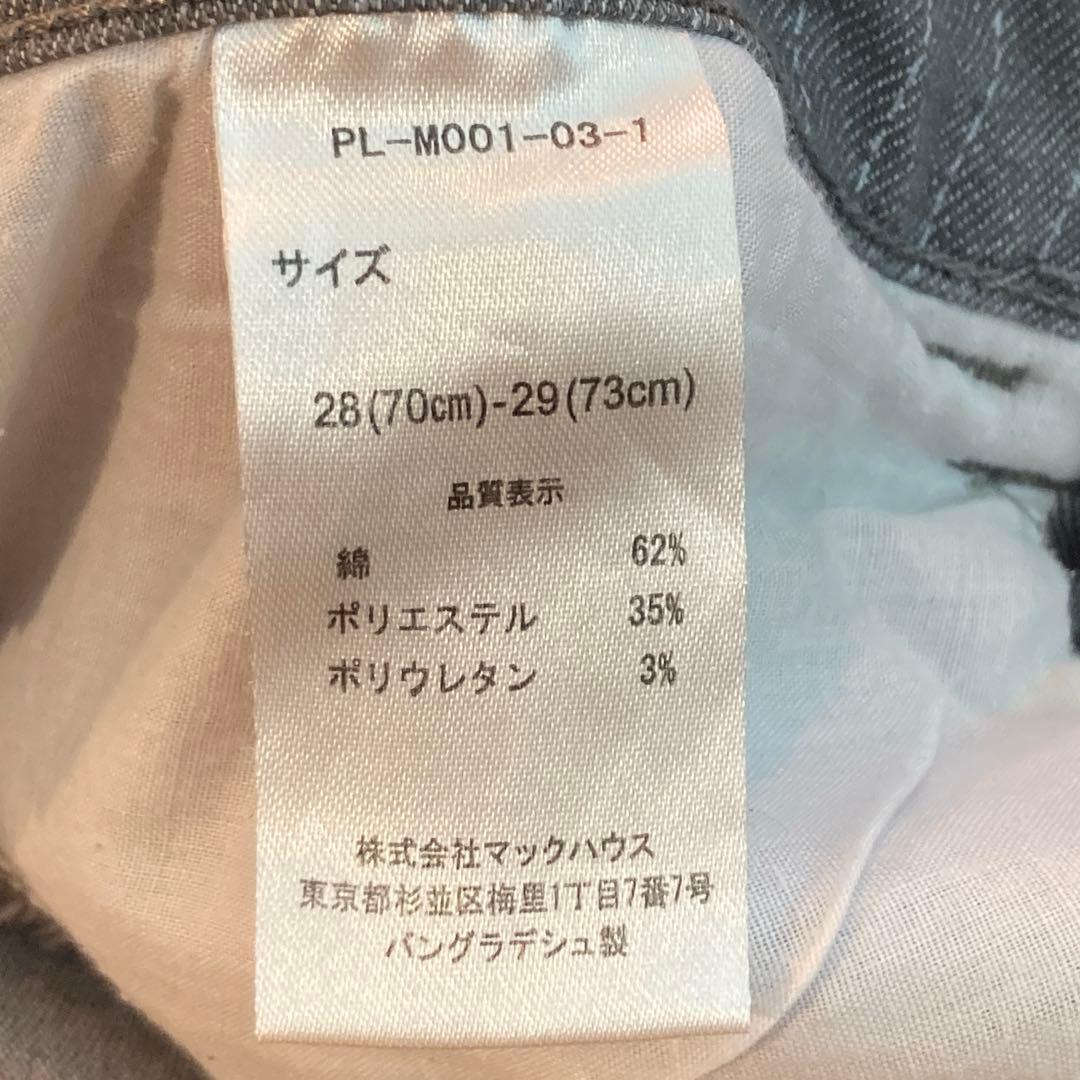 PL-M001-03-1
サイズ
28(70cm)-29(73cm)
品質表示
綿 62%
ポリエステル 35%
ポリウレタン 3%
株式会社マックハウス
東京都杉並区梅里1丁目7番7号
バングラデシュ製